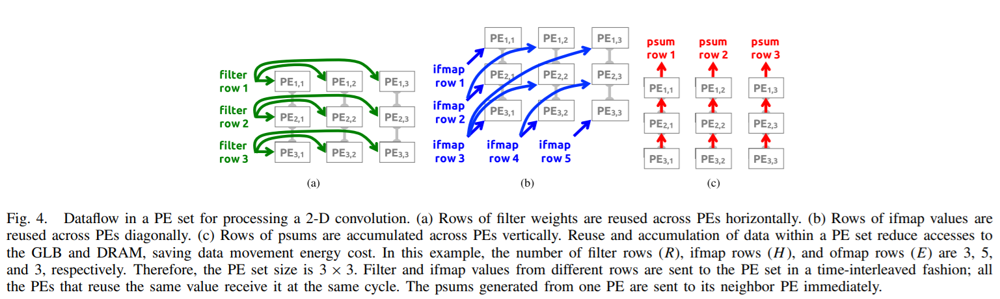 filter
row 1
PE1,1
PE1,2
PE1,3
filter
row 2
PE2,1
PE2,2
PE2,3
filter
row 3
PE3,1
PE3,2
PE3,3
(a)
PE1,1
PE1,2
PE1,3
ifmap
row 1
PE2,1
PE2,2
PE2,3
ifmap
row 2
PE3,1
PE3,2
PE3,3
ifmap
row 3
ifmap
row 4
ifmap
row 5
(b)
psum
row 1
psum
row 2
psum
row 3
PE1,1
PE1,2
PE1,3
PE2,1
PE2,2
PE2,3
PE3,1
PE3,2
PE3,3
(c)
Fig. 4. Dataflow in a PE set for processing a 2-D convolution. (a) Rows of filter weights are reused across PEs horizontally. (b) Rows of ifmap values are
reused across PEs diagonally. (c) Rows of psums are accumulated across PEs vertically. Reuse and accumulation of data within a PE set reduce accesses to
the GLB and DRAM, saving data movement energy cost. In this example, the number of filter rows (R), ifmap rows (H), and ofmap rows (E) are 3, 5,
and 3, respectively. Therefore, the PE set size is 3 × 3. Filter and ifmap values from different rows are sent to the PE set in a time-interleaved fashion; all
the PEs that reuse the same value receive it at the same cycle. The psums generated from one PE are sent to its neighbor PE immediately.